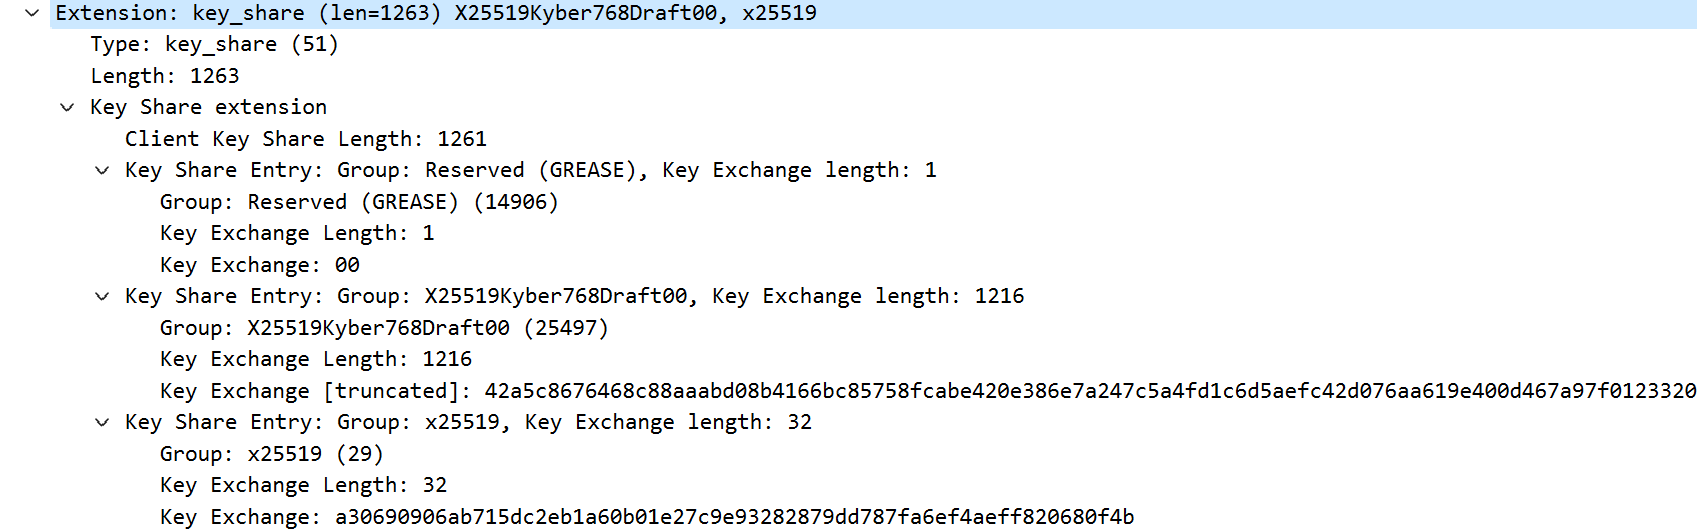 Extension: key_share (len=1263) X25519Kyber768Draft00, x25519
Type: key_share (51)
Length: 1263
Key Share extension
Client Key Share Length: 1261
Key Share Entry: Group: Reserved (GREASE), Key Exchange length: 1
Group: Reserved (GREASE) (14906)
Key Exchange Length: 1
Key Exchange: 00
Key Share Entry: Group: X25519Kyber768Draft00, Key Exchange length: 1216
Group: X25519Kyber768Draft00 (25497)
Key Exchange Length: 1216
Key Exchange [truncated]: 42a5c8676468c88aaabd08b4166bc85758fcabe420e386e7a247c5a4fd1c6d5aefc42d076aa619e400d467a97f0123320
Key Share Entry: Group: x25519, Key Exchange length: 32
Group: x25519 (29)
Key Exchange Length: 32
Key Exchange: a30690906ab715dc2eb1a60b01e27c9e93282879dd787fa6ef4aeff820680f4b